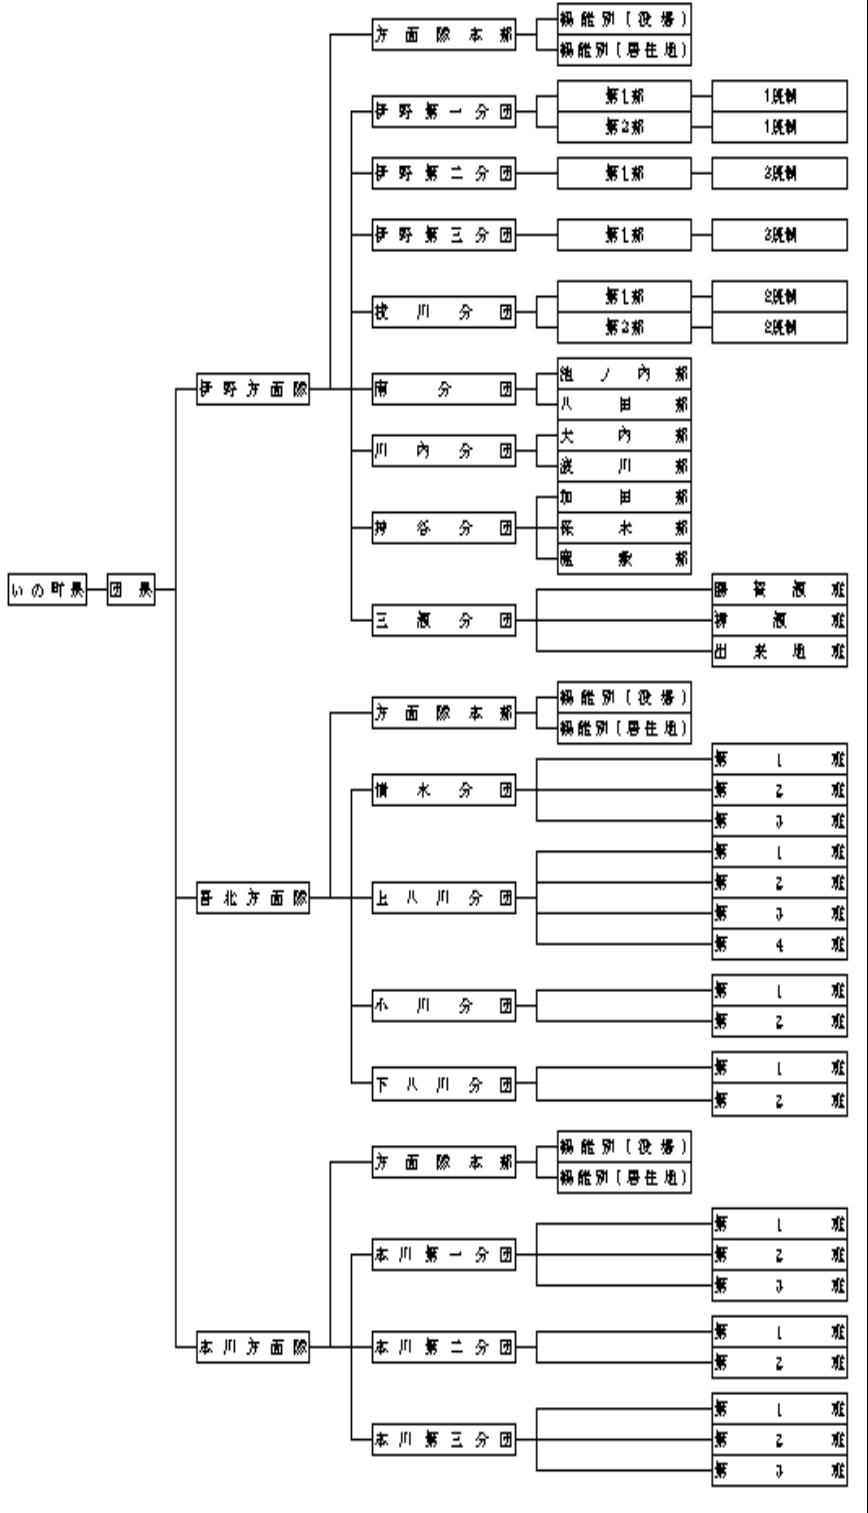 方面隊本部
機能別(役場)
機能別(居住地)
伊野第一分団
第1部
1班制
第2部
1班制
伊野第二分団
第1部
3班制
伊野第三分団
第1部
3班制
枝川分団
第1部
2班制
第2部
2班制
伊野方面隊
南分団
池ノ内部
八田部
川内分団
大内部
波川部
神谷分団
加田部
保木部
いの町長
団長
三瀬分団
勝賀瀬班
柳瀬班
出来地班
方面隊本部
機能別(役場)
機能別(居住地)
清水分団
第1班
第2班
第3班
吾北方面隊
上八川分団
第1班
第2班
第3班
第4班
小川分団
第1班
第2班
下八川分団
第1班
第2班
方面隊本部
機能別(役場)
機能別(居住地)
本川第一分団
第1班
第2班
第3班
本川方面隊
本川第二分団
第1班
第2班
本川第三分団
第1班
第2班
第3班